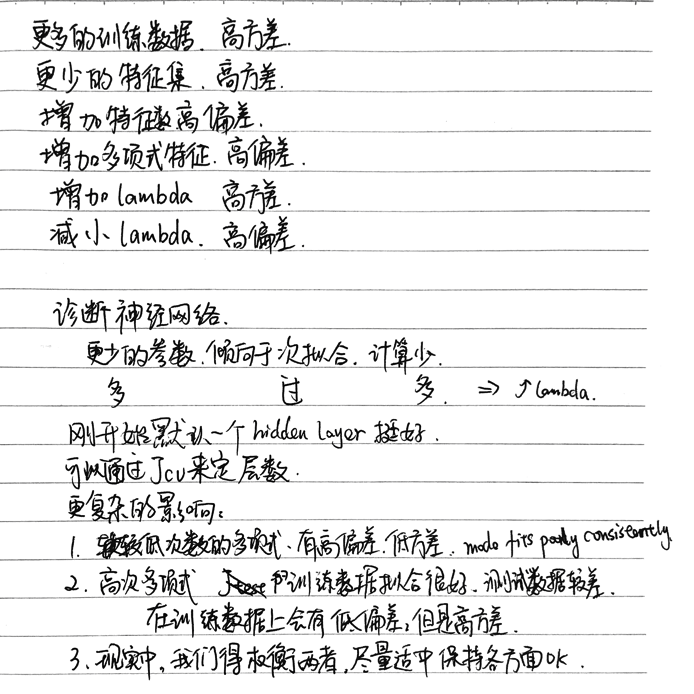 更多的训练数据. 高方差.
更少的特征集. 高方差.
增加特征数 高偏差.
增加多项式特征. 高偏差.
增加 lambda 高方差.
减小 lambda. 高偏差.
诊断神经网络.
更少的参数. 倾向于欠拟合. 计算少.
多 过 多. ⇒ ↑ lambda.
刚开始默认一个 hidden layer 挺好.
可以通过 Jcv 来定层数.
更复杂的影响:
1. 较低次数的多项式. 有高偏差. 低方差. mode fits poorly consistently.
2. 高次多项式 对训练数据拟合很好. 测试数据较差.
在训练数据上会有低偏差, 但是高方差.
3. 现实中, 我们得权衡两者, 尽量适中保持各方面OK.